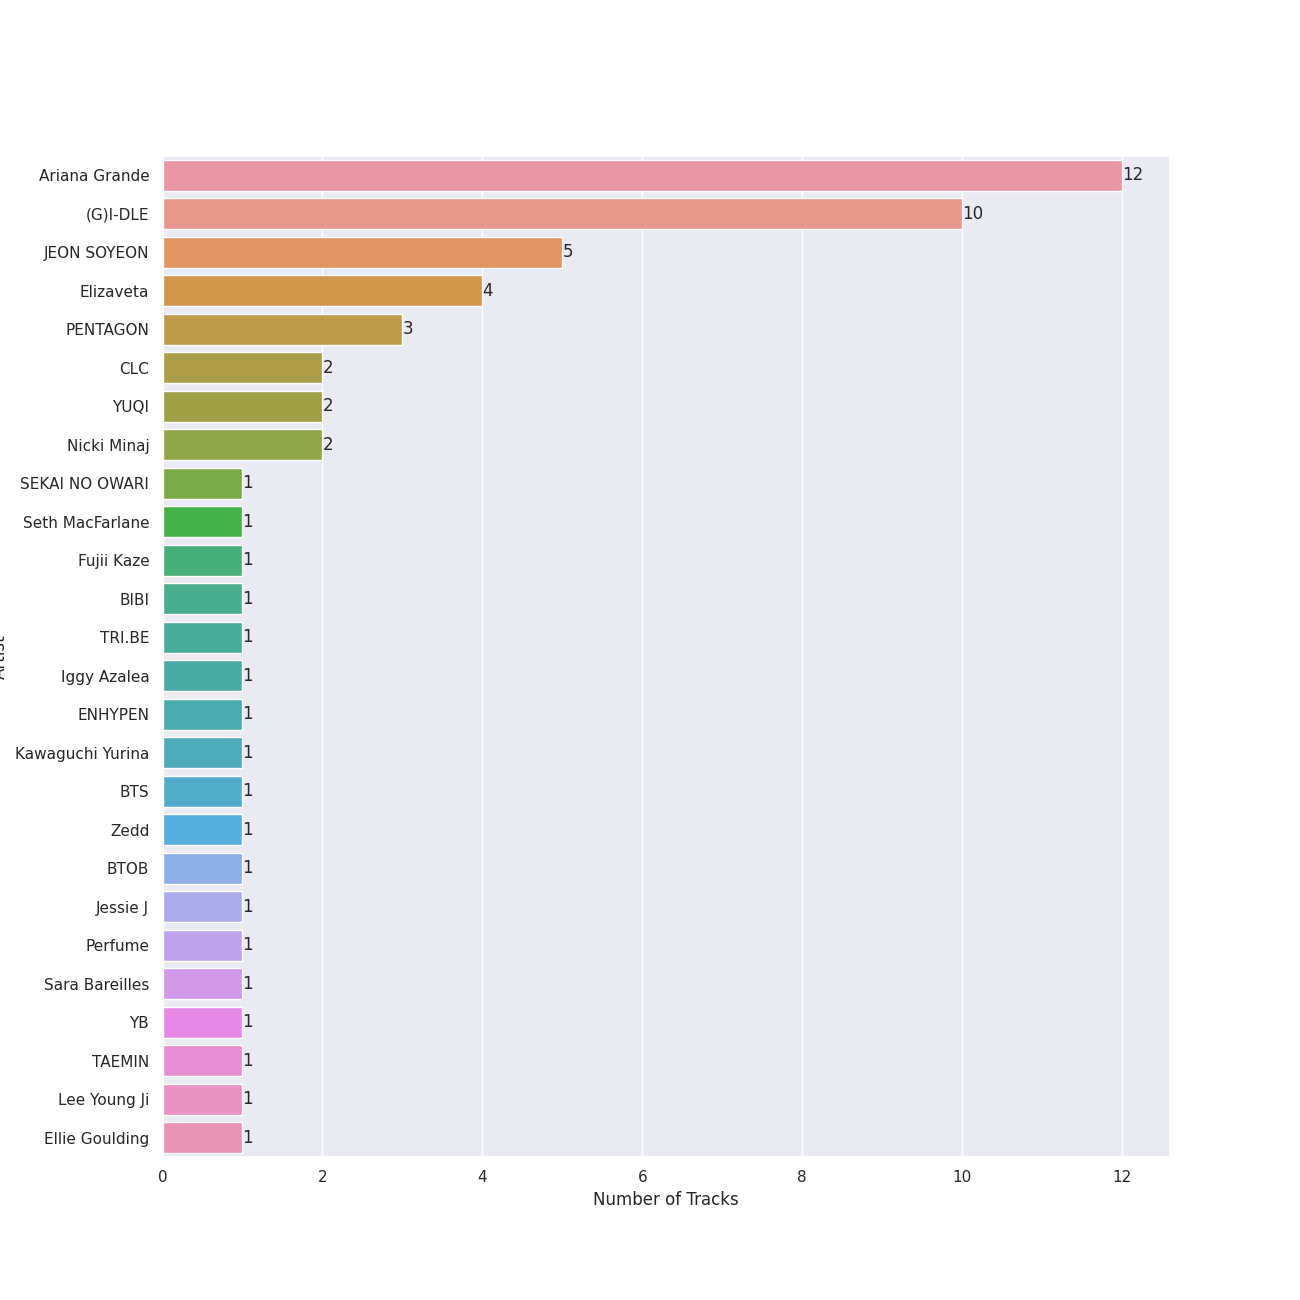 Ariana Grande 12
(G)I-DLE 10
JEON SOYEON 5
Elizaveta 4
PENTAGON 3
CLC 2
YUQI 2
Nicki Minaj 2
SEKAI NO OWARI 1
Seth MacFarlane 1
Fujii Kaze 1
BIBI 1
TRI.BE 1
Iggy Azalea 1
ENHYPEN 1
Kawaguchi Yurina 1
BTS 1
Zedd 1
BTOB 1
Jessie J 1
Perfume 1
Sara Bareilles 1
YB 1
TAEMIN 1
Lee Young Ji 1
Ellie Goulding 1
0 2 4 6 8 10 12
Number of Tracks